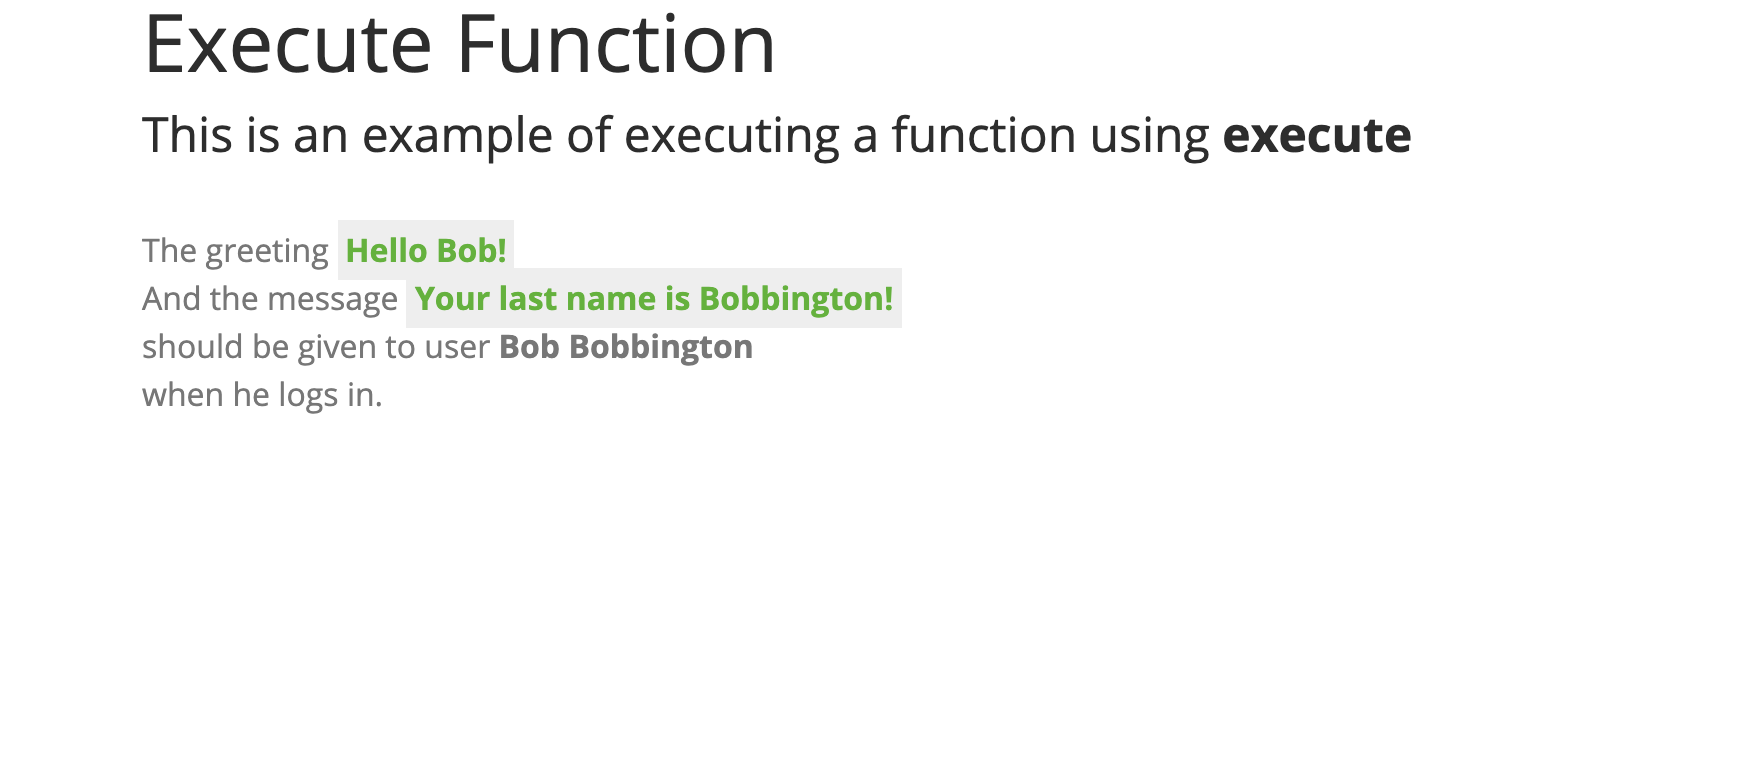 Execute Function
This is an example of executing a function using execute
The greeting Hello Bob!
And the message Your last name is Bobbington!
should be given to user Bob Bobbington
when he logs in.